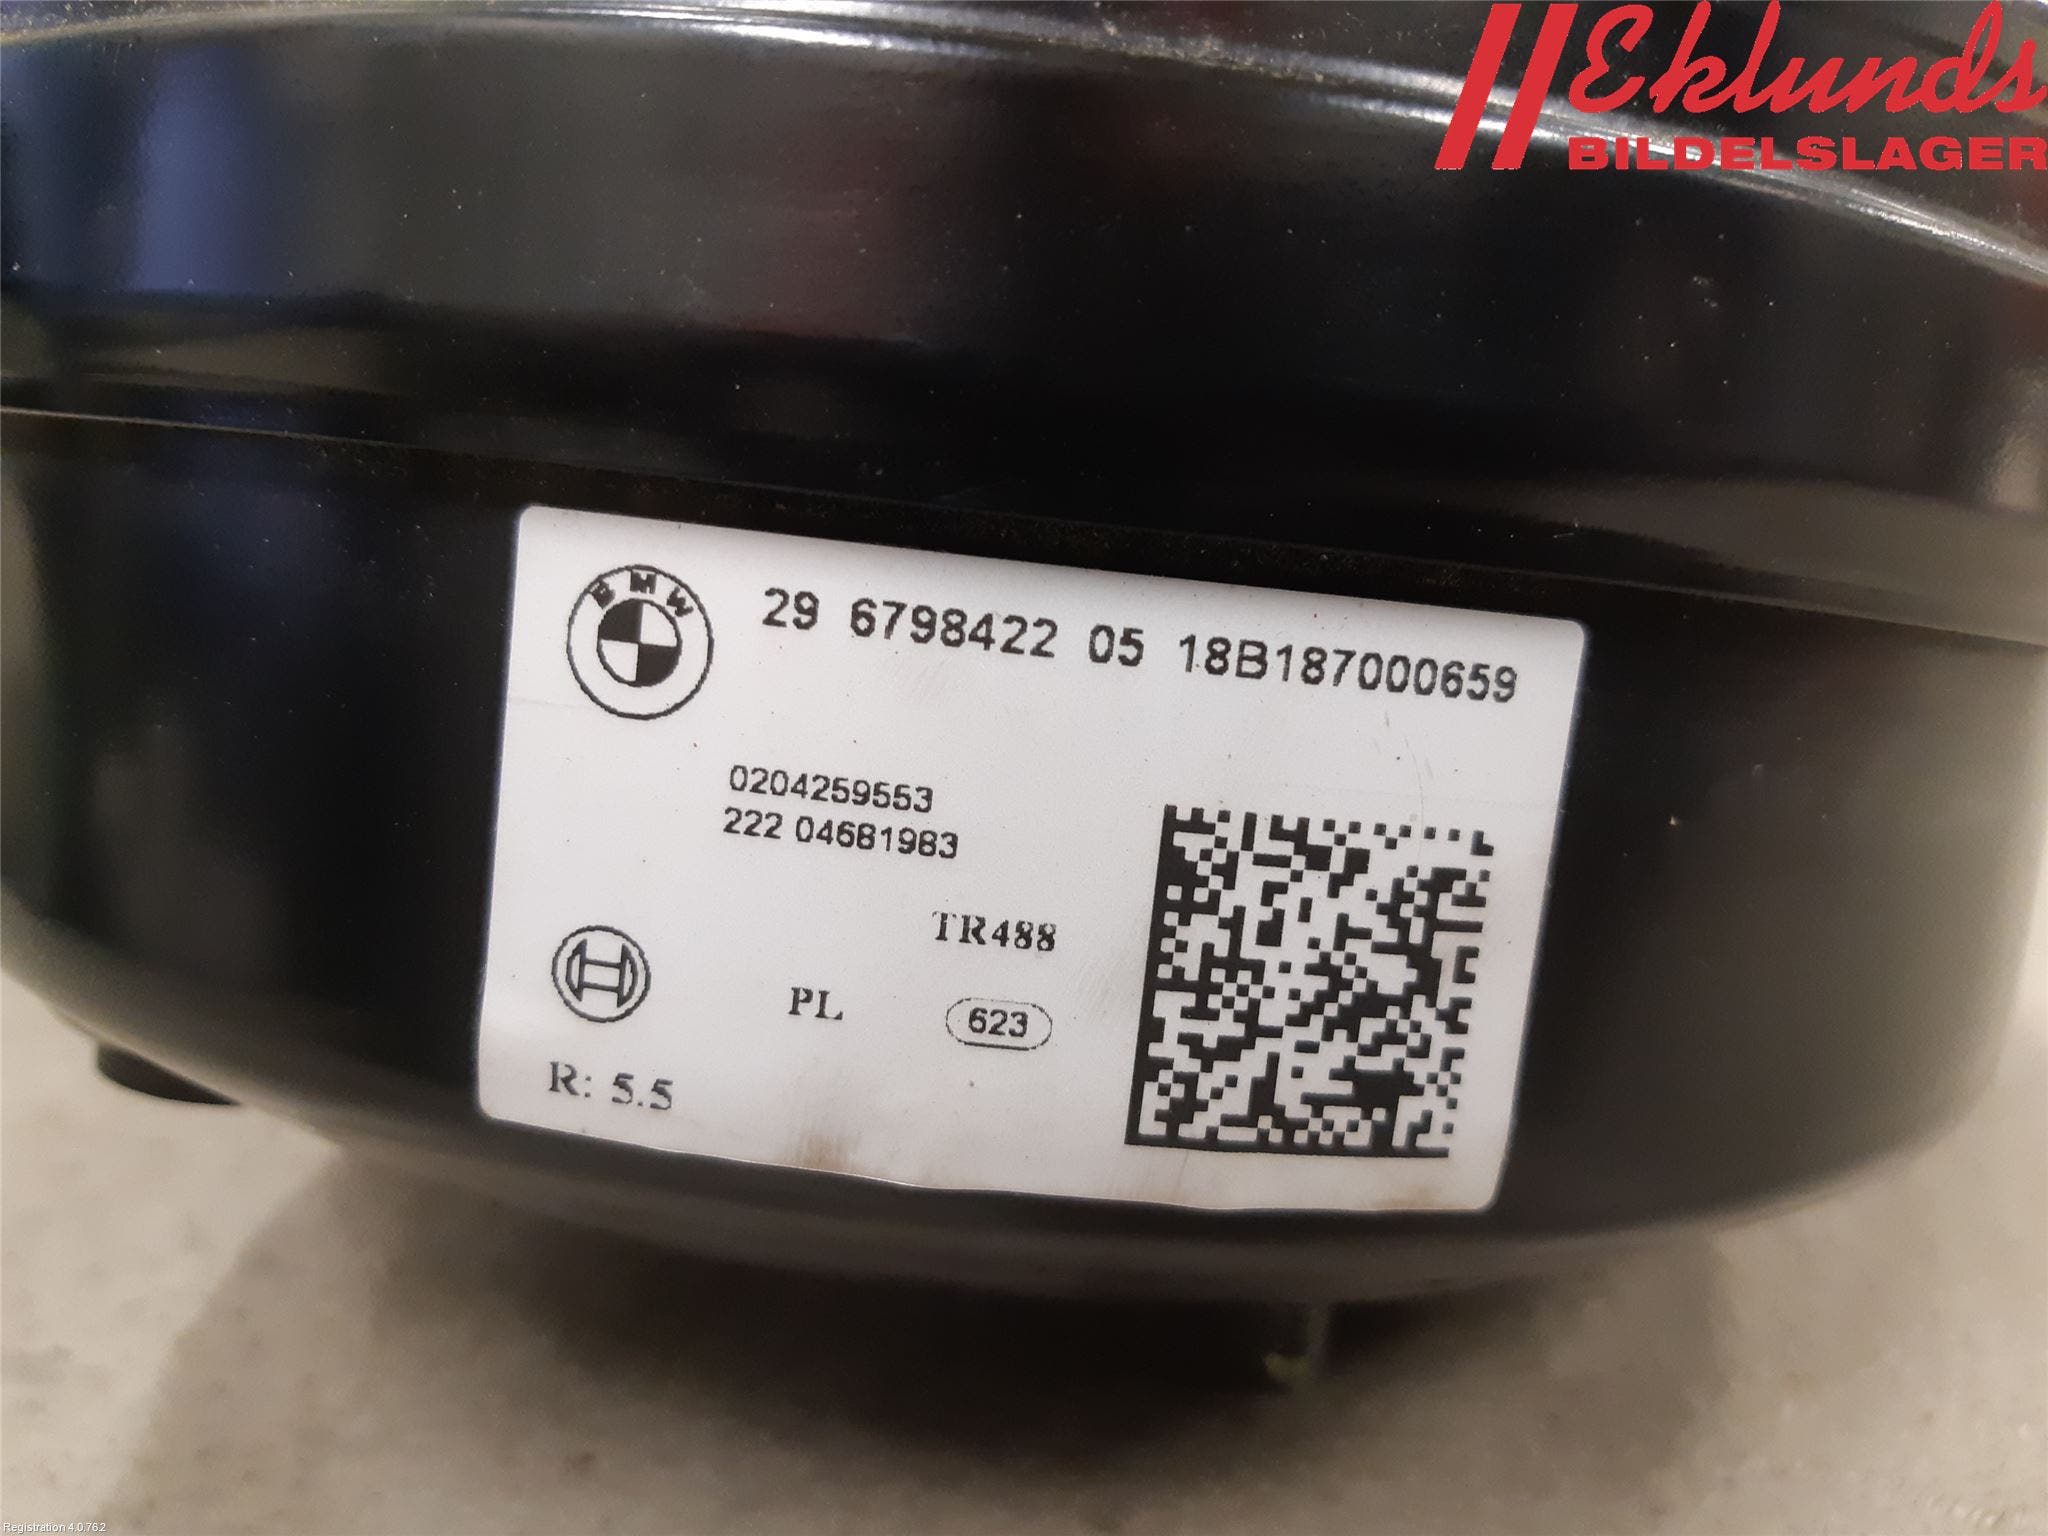 Eklunds
BILDELSLAGER
BMW
29 6798422 05 18B187000659
0204259553
222 04681983
TR488
PL
623
R: 5.5
Registration 4.0.762